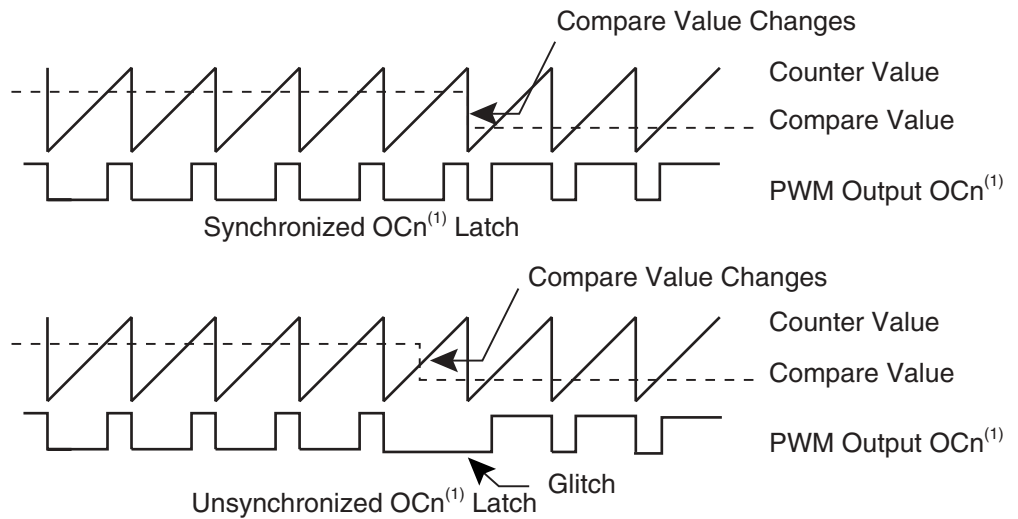 Compare Value Changes
Counter Value
Compare Value
PWM Output OCn(1)
Synchronized OCn(1) Latch
Compare Value Changes
Counter Value
Compare Value
PWM Output OCn(1)
Glitch
Unsynchronized OCn(1) Latch